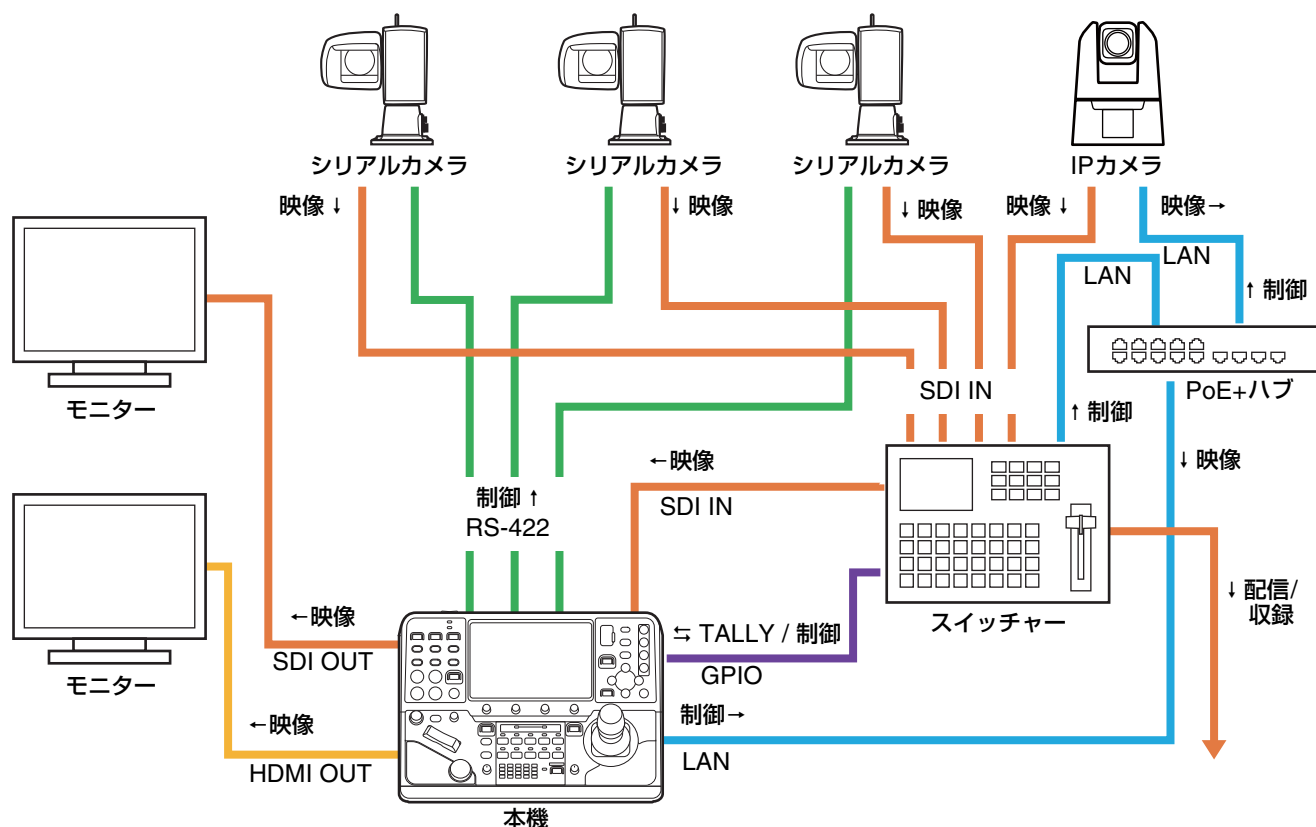 シリアルカメラ
シリアルカメラ
シリアルカメラ
IPカメラ
映像 ↓
↓ 映像
↓ 映像
映像 ↓
映像→
LAN
LAN
↑ 制御
モニター
SDI IN
PoE+ハブ
↑ 制御
←映像
SDI IN
↓ 映像
制御 ↑
RS-422
←映像
SDI OUT
モニター
⇆ TALLY / 制御
GPIO
スイッチャー
↓ 配信/
収録
←映像
HDMI OUT
制御→
LAN
本機